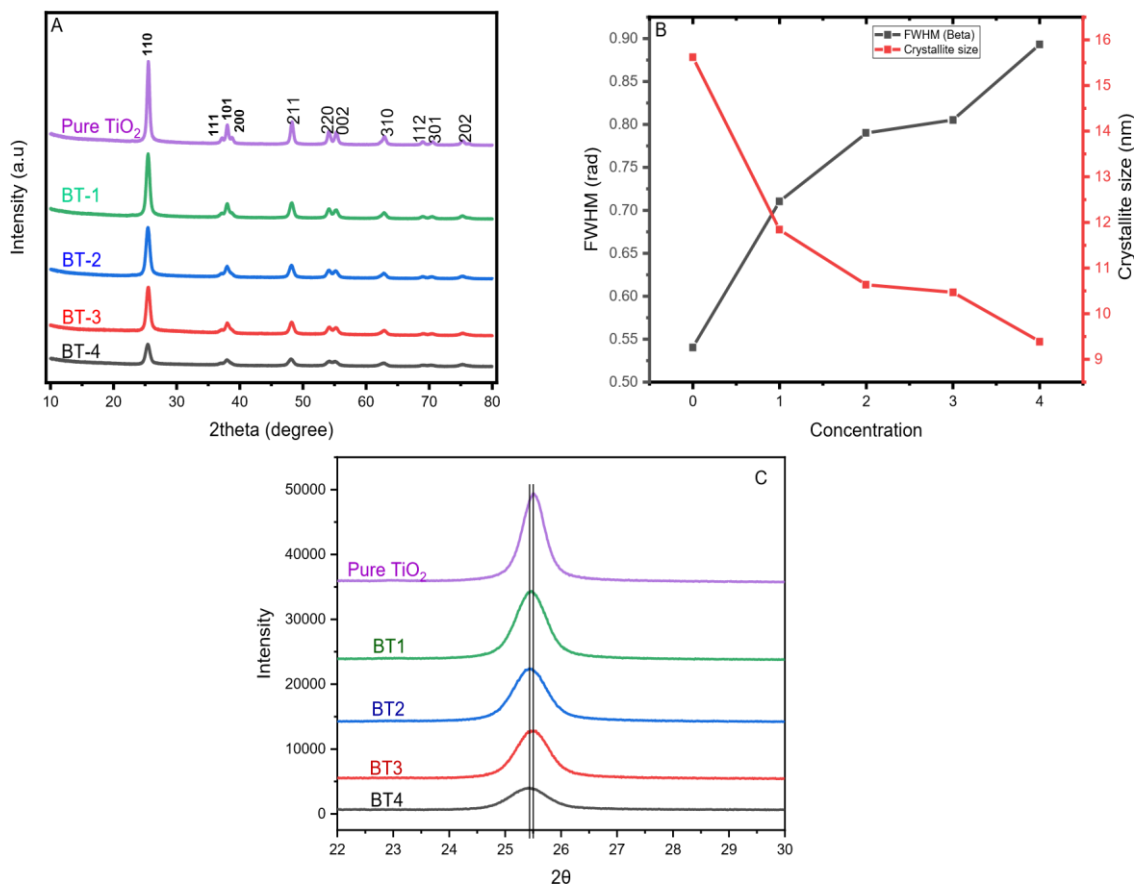 A
110
111
101
200
211
220
002
310
112
301
202
Pure TiO₂
BT-1
BT-2
BT-3
BT-4
Intensity (a.u)
10 20 30 40 50 60 70 80
2theta (degree)
B
FWHM (Beta)
Crystallite size
0.90
0.85
0.80
0.75
0.70
0.65
0.60
0.55
0.50
FWHM (rad)
16
15
14
13
12
11
10
9
Crystallite size (nm)
0 1 2 3 4
Concentration
C
50000
40000
30000
20000
10000
0
Intensity
Pure TiO₂
BT1
BT2
BT3
BT4
22 23 24 25 26 27 28 29 30
2θ